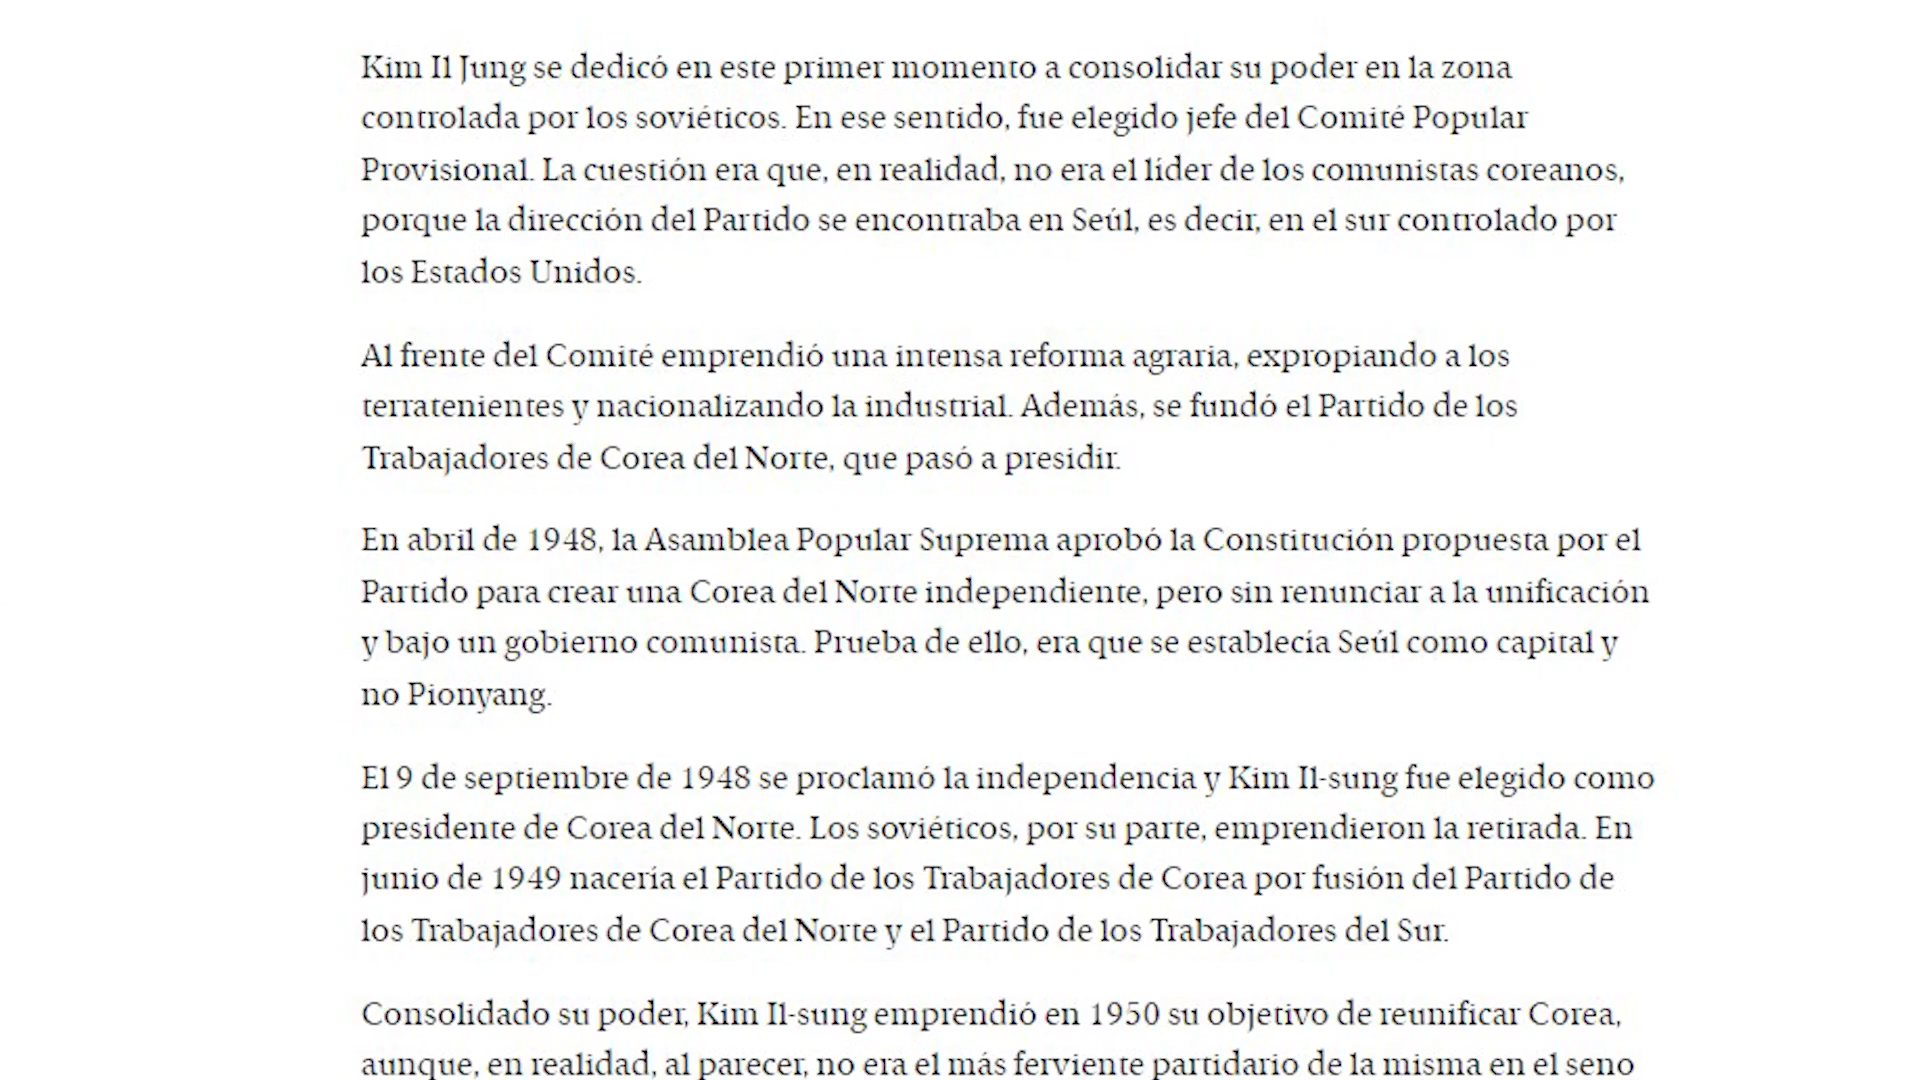 Kim Il Jung se dedicó en este primer momento a consolidar su poder en la zona
controlada por los soviéticos. En ese sentido, fue elegido jefe del Comité Popular
Provisional. La cuestión era que, en realidad, no era el líder de los comunistas coreanos,
porque la dirección del Partido se encontraba en Seúl, es decir, en el sur controlado por
los Estados Unidos.
Al frente del Comité emprendió una intensa reforma agraria, expropiando a los
terratenientes y nacionalizando la industrial. Además, se fundó el Partido de los
Trabajadores de Corea del Norte, que pasó a presidir.
En abril de 1948, la Asamblea Popular Suprema aprobó la Constitución propuesta por el
Partido para crear una Corea del Norte independiente, pero sin renunciar a la unificación
y bajo un gobierno comunista. Prueba de ello, era que se establecía Seúl como capital y
no Pionyang.
El 9 de septiembre de 1948 se proclamó la independencia y Kim Il-sung fue elegido como
presidente de Corea del Norte. Los soviéticos, por su parte, emprendieron la retirada. En
junio de 1949 nacería el Partido de los Trabajadores de Corea por fusión del Partido de
los Trabajadores de Corea del Norte y el Partido de los Trabajadores del Sur.
Consolidado su poder, Kim Il-sung emprendió en 1950 su objetivo de reunificar Corea,
aunque, en realidad, al parecer, no era el más ferviente partidario de la misma en el seno